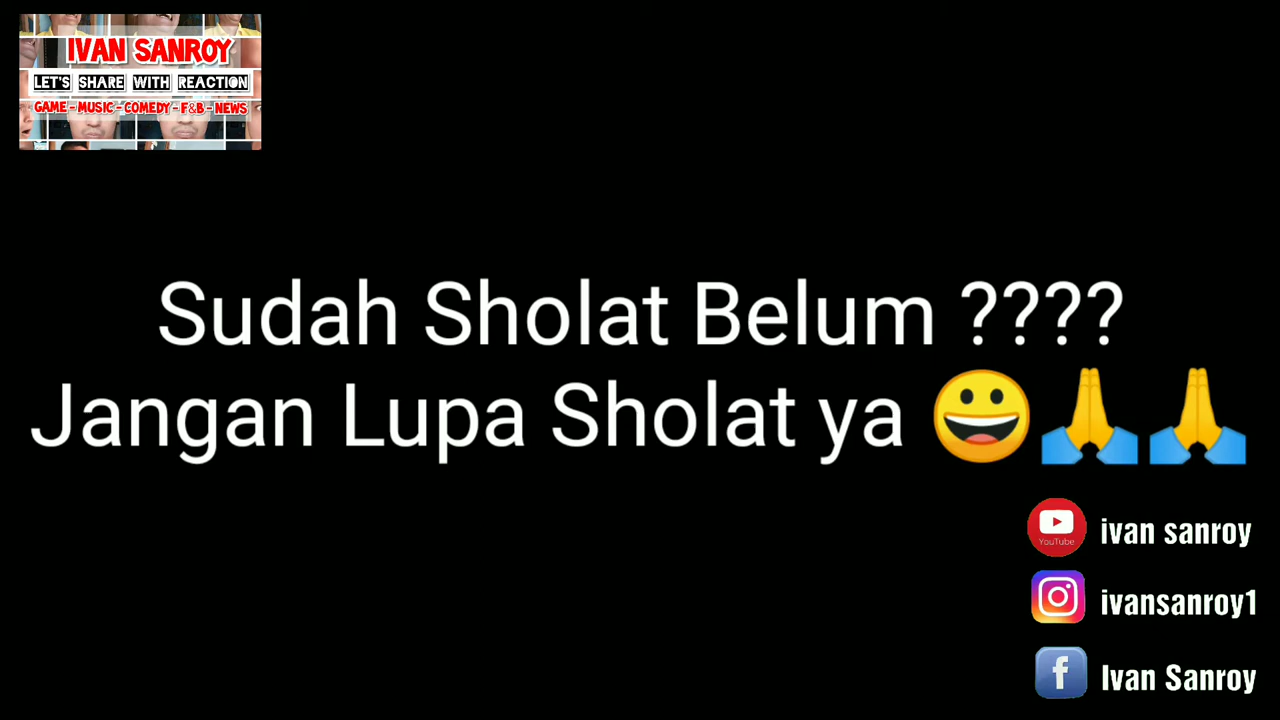 IVAN SANROY
LET'S SHARE WITH REACTION
GAME - MUSIC - COMEDY - F&B - NEWS
Sudah Sholat Belum ????
Jangan Lupa Sholat ya 😀🙏🙏
YouTube ivan sanroy
ivansanroy1
f Ivan Sanroy